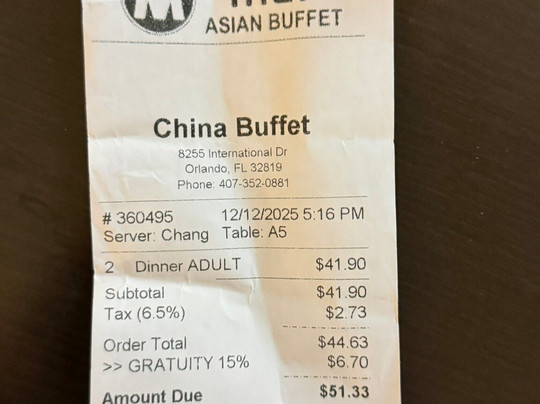 ASIAN BUFFET
China Buffet
8255 International Dr
Orlando, FL 32819
Phone: 407-352-0881
# 360495 12/12/2025 5:16 PM
Server: Chang Table: A5
2 Dinner ADULT $41.90
Subtotal $41.90
Tax (6.5%) $2.73
Order Total $44.63
>> GRATUITY 15% $6.70
Amount Due $51.33